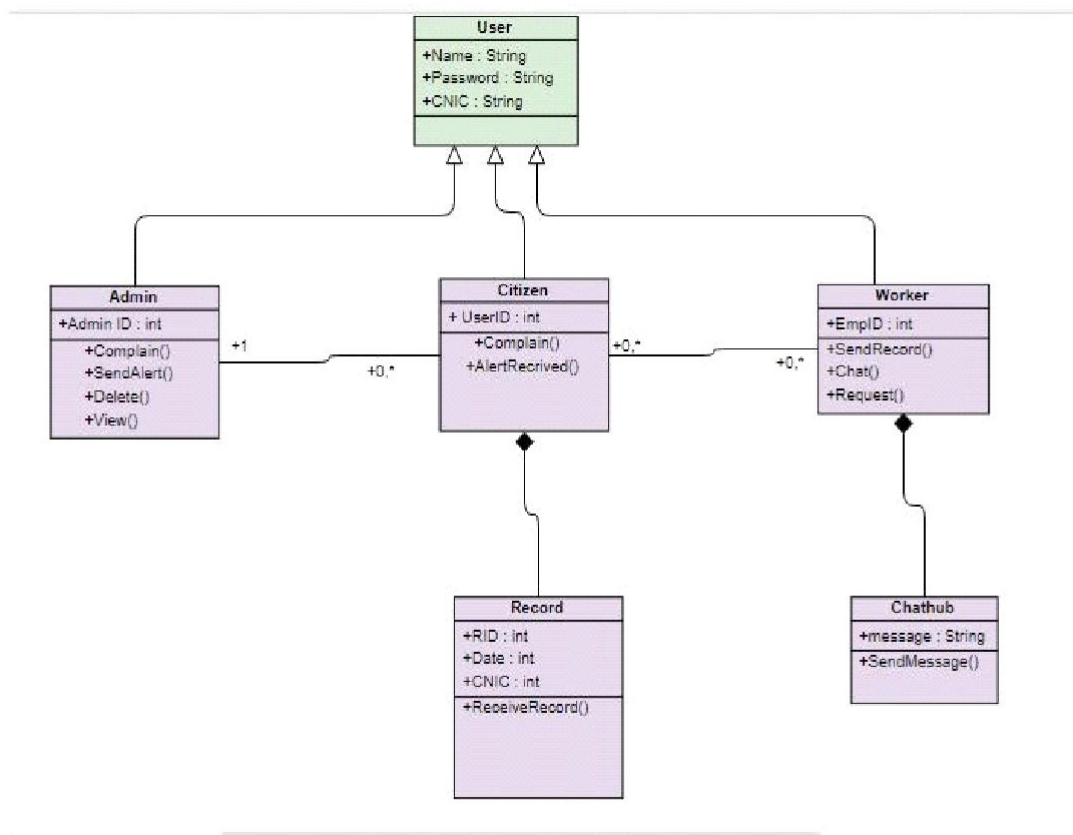 User
+Name : String
+Password : String
+CNIC : String
Admin
+Admin ID : int
+Complain()
+SendAlert()
+Delete()
+View()
+1
+0,*
Citizen
+ UserID : int
+Complain()
+AlertRecrived()
+0,*
+0,*
Worker
+EmpID : int
+SendRecord()
+Chat()
+Request()
Record
+RID : int
+Date : int
+CNIC : int
+ReceiveRecord()
Chathub
+message : String
+SendMessage()